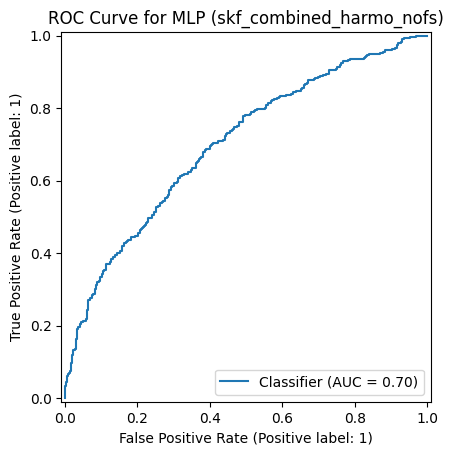 ROC Curve for MLP (skf_combined_harmo_nofs)
True Positive Rate (Positive label: 1)
1.0
0.8
0.6
0.4
0.2
0.0
Classifier (AUC = 0.70)
0.0 0.2 0.4 0.6 0.8 1.0
False Positive Rate (Positive label: 1)